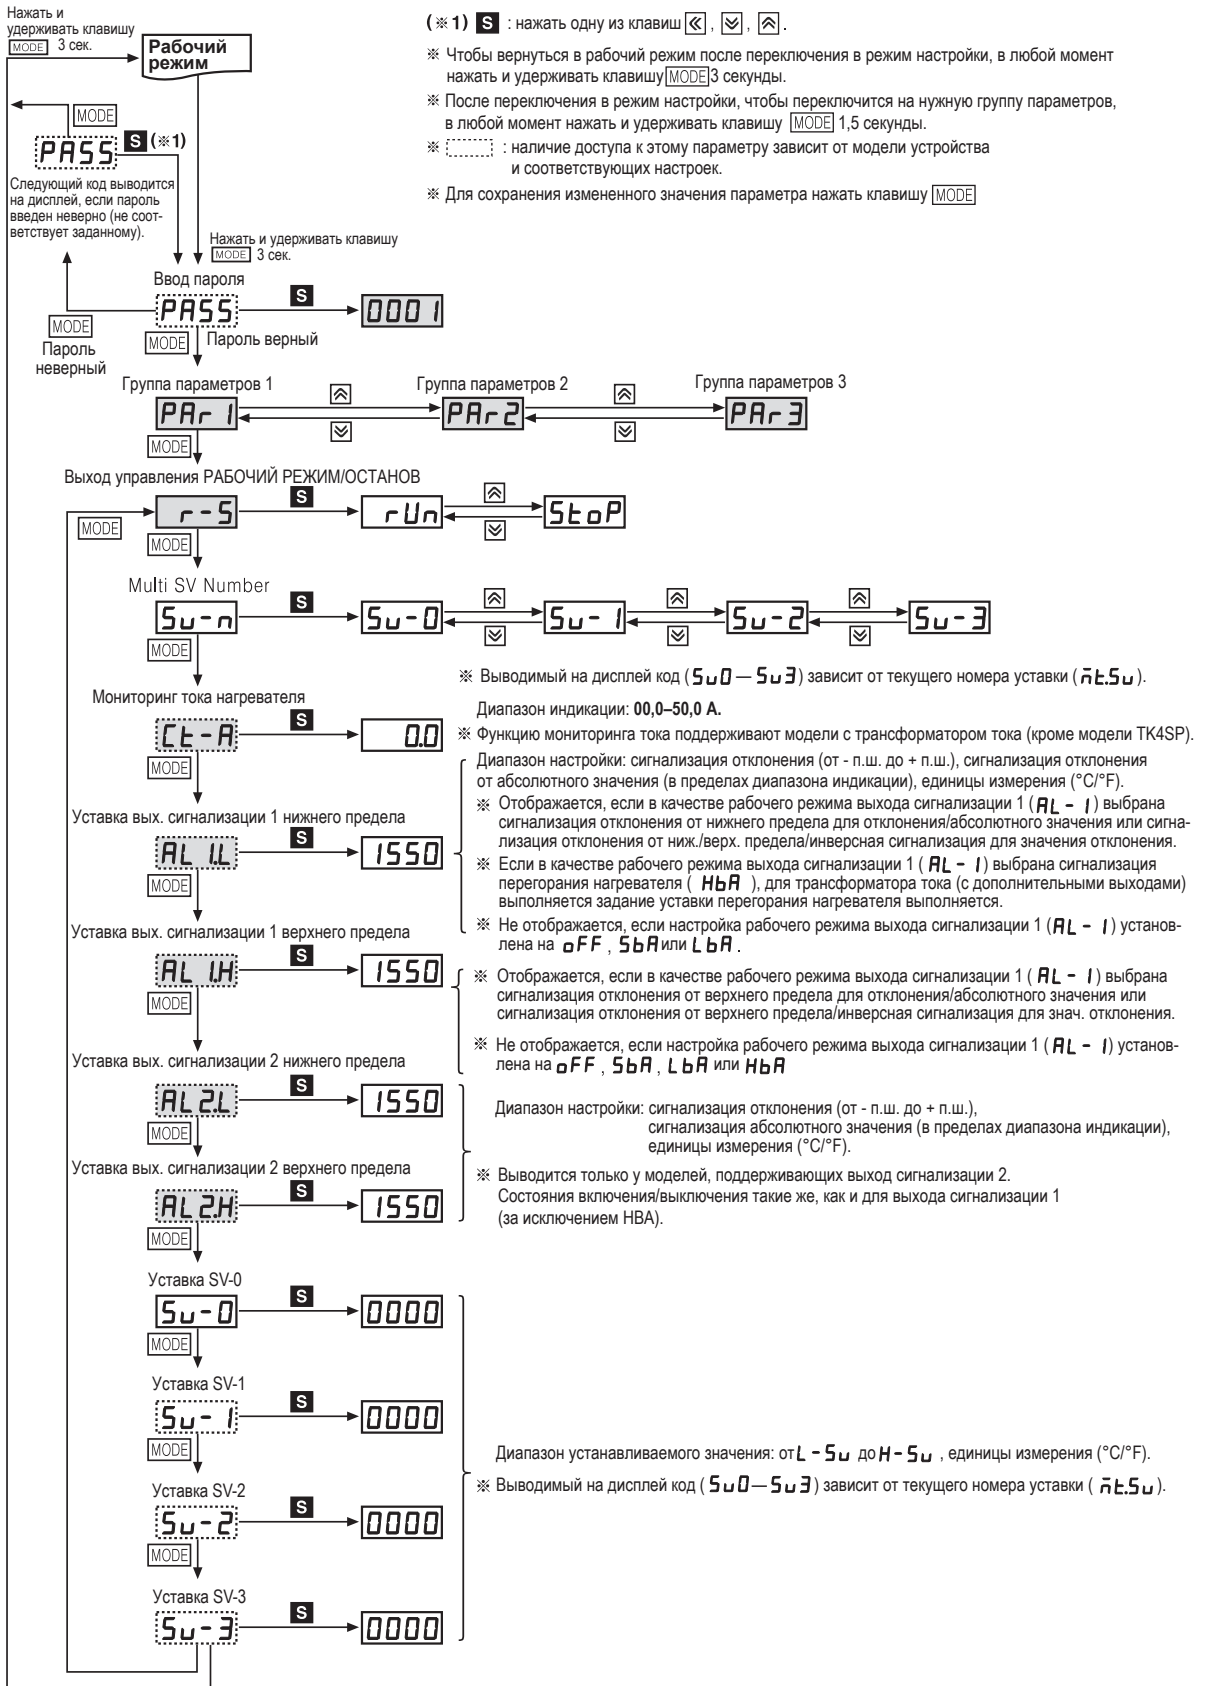 Нажать и
удерживать клавишу
MODE 3 сек.
Рабочий
режим
(※1) S : нажать одну из клавиш «, , .
※ Чтобы вернуться в рабочий режим после переключения в режим настройки, в любой момент
нажать и удерживать клавишу MODE 3 секунды.
※ После переключения в режим настройки, чтобы переключится на нужную группу параметров,
в любой момент нажать и удерживать клавишу MODE 1,5 секунды.
※ : наличие доступа к этому параметру зависит от модели устройства
и соответствующих настроек.
※ Для сохранения измененного значения параметра нажать клавишу MODE
MODE
PASS S (※1)
Следующий код выводится
на дисплей, если пароль
введен неверно (не соот-
ветствует заданному).
Нажать и удерживать клавишу
MODE 3 сек.
Ввод пароля
PASS S 0001
MODE
Пароль
неверный
MODE Пароль верный
Группа параметров 1 Группа параметров 2 Группа параметров 3
PAr1 PAr2 PAr3
MODE
Выход управления РАБОЧИЙ РЕЖИМ/ОСТАНОВ
MODE r-S S rUn StoP
MODE
Multi SV Number
Su-n S Su-0 Su-1 Su-2 Su-3
MODE
※ Выводимый на дисплей код ( Su0 — Su3 ) зависит от текущего номера уставки ( n̄t.Su ).
Мониторинг тока нагревателя
Диапазон индикации: 00,0–50,0 А.
Ct-A S 0.0
※ Функцию мониторинга тока поддерживают модели с трансформатором тока (кроме модели TK4SP).
MODE
Диапазон настройки: сигнализация отклонения (от - п.ш. до + п.ш.), сигнализация отклонения
от абсолютного значения (в пределах диапазона индикации), единицы измерения (°C/°F).
Уставка вых. сигнализации 1 нижнего предела
AL1.L S 1550
MODE
※ Отображается, если в качестве рабочего режима выхода сигнализации 1 ( AL-1 ) выбрана
сигнализация отклонения от нижнего предела для отклонения/абсолютного значения или сигна-
лизация отклонения от ниж./верх. предела/инверсная сигнализация для значения отклонения.
※ Если в качестве рабочего режима выхода сигнализации 1 ( AL-1 ) выбрана сигнализация
перегорания нагревателя ( HbA ), для трансформатора тока (с дополнительными выходами)
выполняется задание уставки перегорания нагревателя выполняется.
※ Не отображается, если настройка рабочего режима выхода сигнализации 1 (AL-1) установ-
лена на oFF , SbA или LbA .
Уставка вых. сигнализации 1 верхнего предела
AL1.H S 1550
MODE
※ Отображается, если в качестве рабочего режима выхода сигнализации 1 ( AL-1 ) выбрана
сигнализация отклонения от верхнего предела для отклонения/абсолютного значения или
сигнализация отклонения от верхнего предела/инверсная сигнализация для знач. отклонения.
※ Не отображается, если настройка рабочего режима выхода сигнализации 1 ( AL-1 ) установ-
лена на oFF , SbA , LbA или HbA
Уставка вых. сигнализации 2 нижнего предела
AL2.L S 1550
MODE
Диапазон настройки: сигнализация отклонения (от - п.ш. до + п.ш.),
сигнализация абсолютного значения (в пределах диапазона индикации),
единицы измерения (°C/°F).
Уставка вых. сигнализации 2 верхнего предела
AL2.H S 1550
MODE
※ Выводится только у моделей, поддерживающих выход сигнализации 2.
Состояния включения/выключения такие же, как и для выхода сигнализации 1
(за исключением HBA).
Уставка SV-0
Su-0 S 0000
MODE
Уставка SV-1
Su-1 S 0000
MODE
Диапазон устанавливаемого значения: от L-Su до H-Su , единицы измерения (°C/°F).
※ Выводимый на дисплей код ( Su0 — Su3 ) зависит от текущего номера уставки ( n̄t.Su ).
Уставка SV-2
Su-2 S 0000
MODE
Уставка SV-3
Su-3 S 0000